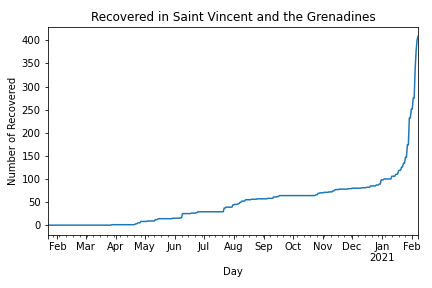 Recovered in Saint Vincent and the Grenadines
Number of Recovered
400
350
300
250
200
150
100
50
0
Feb Mar Apr May Jun Jul Aug Sep Oct Nov Dec Jan Feb
2021
Day